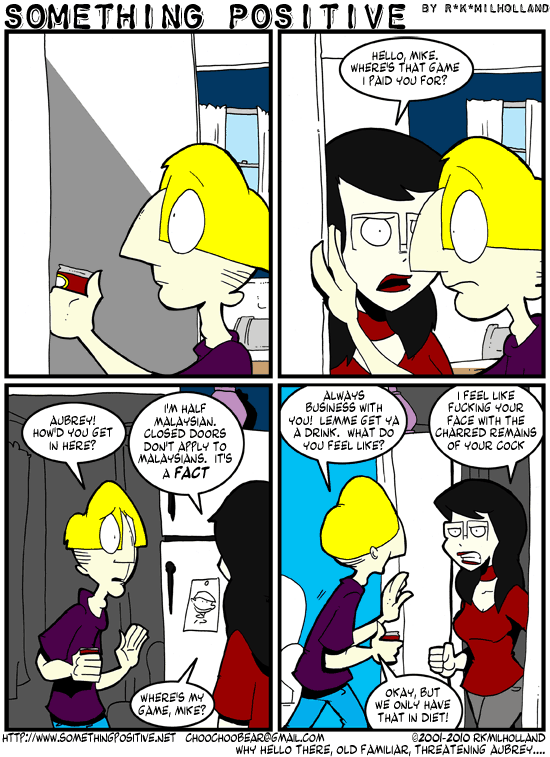 SOMETHING POSITIVE BY R*K*MILHOLLAND
HELLO, MIKE.
WHERE'S THAT GAME
I PAID YOU FOR?
AUBREY!
HOW'D YOU GET
IN HERE?
I'M HALF
MALAYSIAN.
CLOSED DOORS
DON'T APPLY TO
MALAYSIANS. IT'S
A FACT
WHERE'S MY
GAME, MIKE?
ALWAYS
BUSINESS WITH
YOU! LEMME GET YA
A DRINK. WHAT DO
YOU FEEL LIKE?
I FEEL LIKE
FUCKING YOUR
FACE WITH THE
CHARRED REMAINS
OF YOUR COCK
OKAY, BUT
WE ONLY HAVE
THAT IN DIET!
HTTP://WWW.SOMETHINGPOSITIVE.NET CHOOCHOOBEAR@GMAIL.COM ©2001-2010 RKMILHOLLAND
WHY HELLO THERE, OLD FAMILIAR, THREATENING AUBREY....